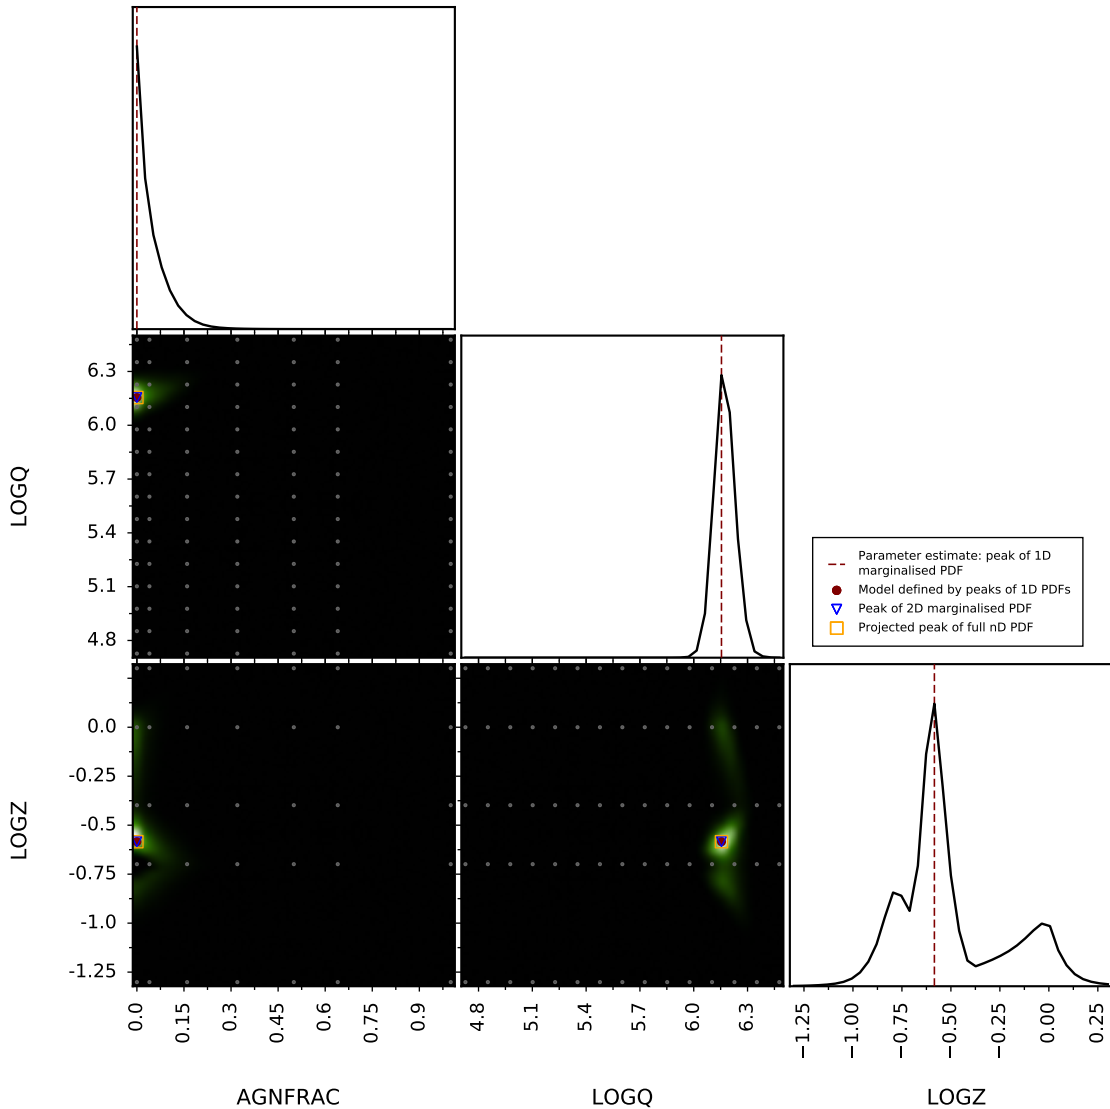 6.3
6.0
5.7
5.4
5.1
4.8
LOGQ
Parameter estimate: peak of 1D
marginalised PDF
Model defined by peaks of 1D PDFs
Peak of 2D marginalised PDF
Projected peak of full nD PDF
0.0
-0.25
-0.5
-0.75
-1.0
-1.25
LOGZ
0.0 0.15 0.3 0.45 0.6 0.75 0.9
4.8 5.1 5.4 5.7 6.0 6.3
−1.25 −1.00 −0.75 −0.50 −0.25 0.00 0.25
AGNFRAC LOGQ LOGZ